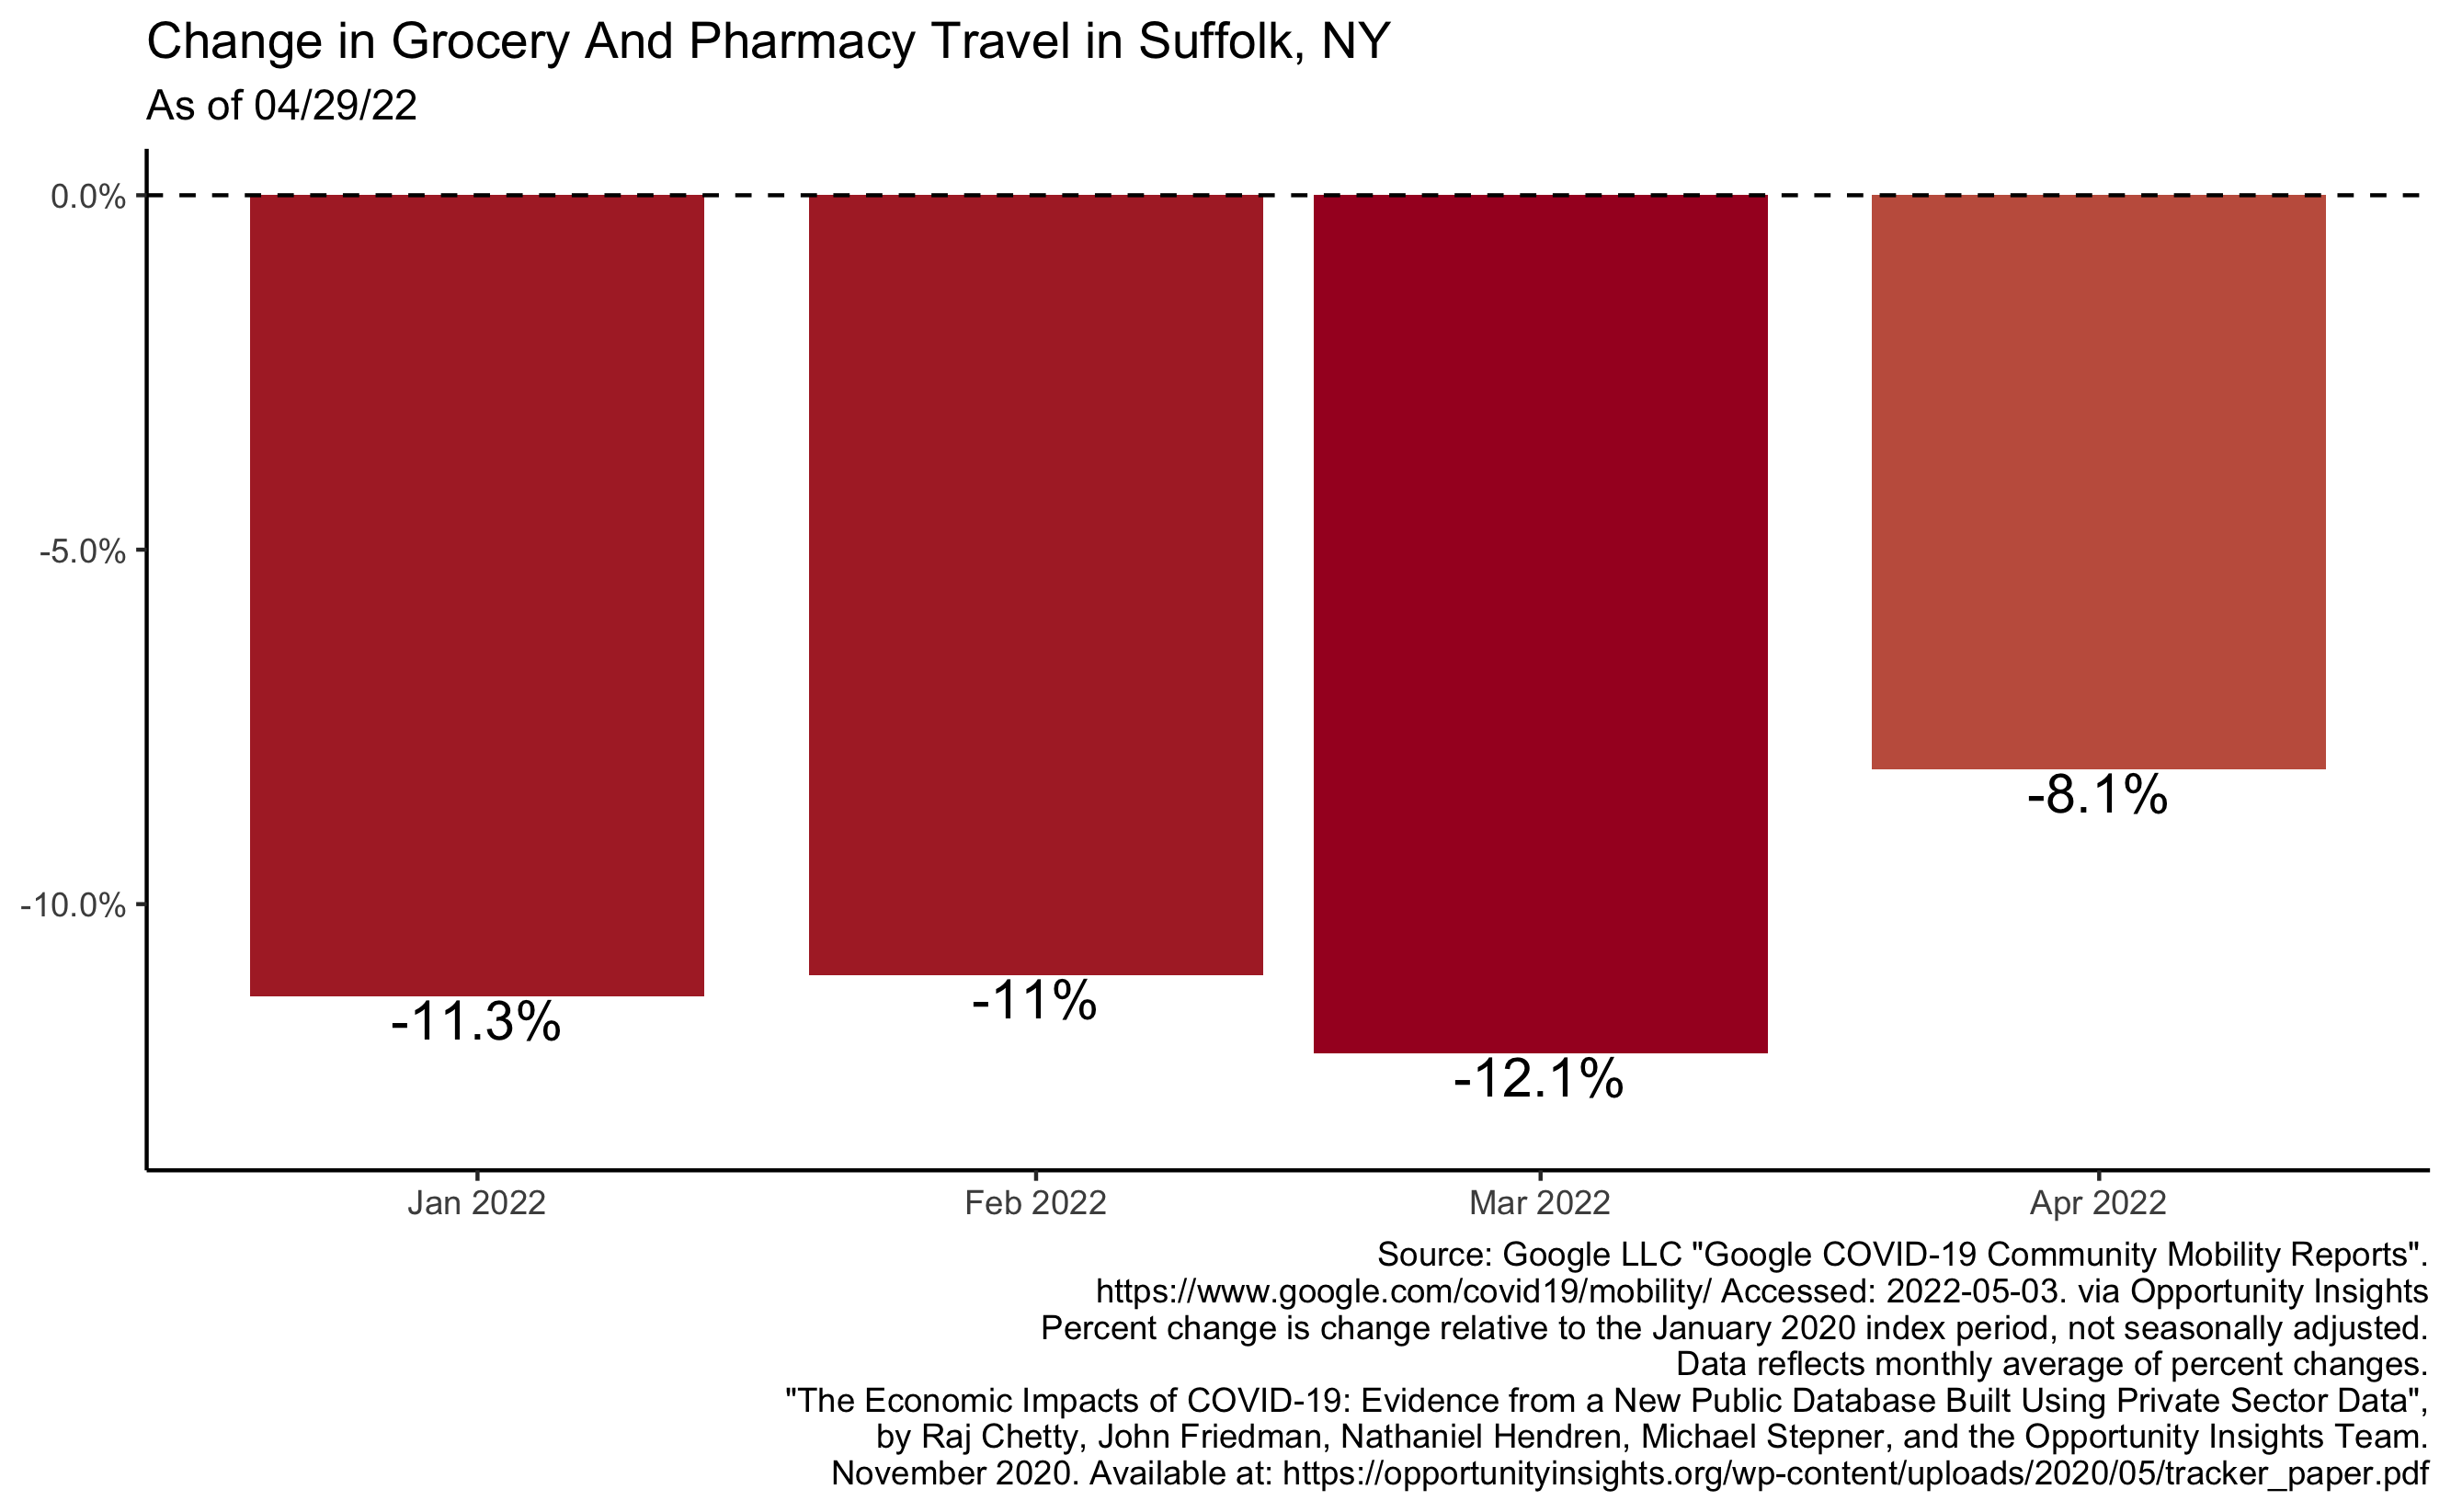 Change in Grocery And Pharmacy Travel in Suffolk, NY
As of 04/29/22
0.0%
-5.0%
-10.0%
-11.3%
-11%
-12.1%
-8.1%
Jan 2022
Feb 2022
Mar 2022
Apr 2022
Source: Google LLC "Google COVID-19 Community Mobility Reports".
https://www.google.com/covid19/mobility/ Accessed: 2022-05-03. via Opportunity Insights
Percent change is change relative to the January 2020 index period, not seasonally adjusted.
Data reflects monthly average of percent changes.
"The Economic Impacts of COVID-19: Evidence from a New Public Database Built Using Private Sector Data",
by Raj Chetty, John Friedman, Nathaniel Hendren, Michael Stepner, and the Opportunity Insights Team.
November 2020. Available at: https://opportunityinsights.org/wp-content/uploads/2020/05/tracker_paper.pdf